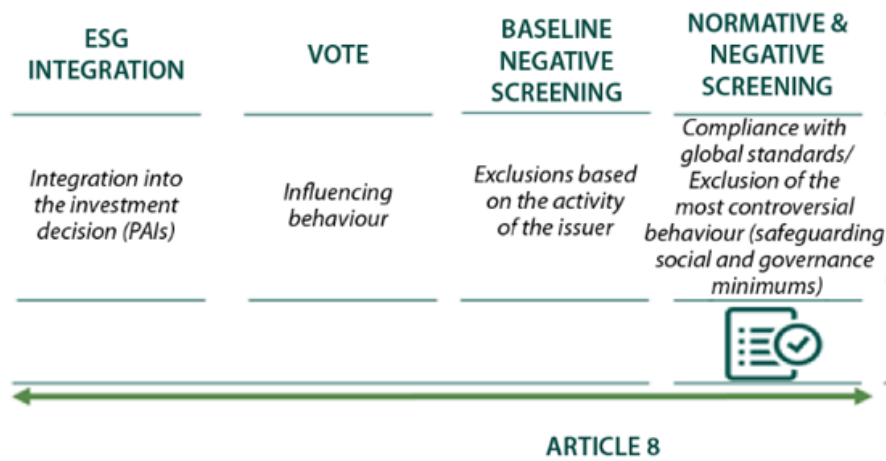 ESG
INTEGRATION
VOTE
BASELINE
NEGATIVE
SCREENING
NORMATIVE &
NEGATIVE
SCREENING
Integration into
the investment
decision (PAIs)
Influencing
behaviour
Exclusions based
on the activity
of the issuer
Compliance with
global standards/
Exclusion of the
most controversial
behaviour (safeguarding
social and governance
minimums)
ARTICLE 8